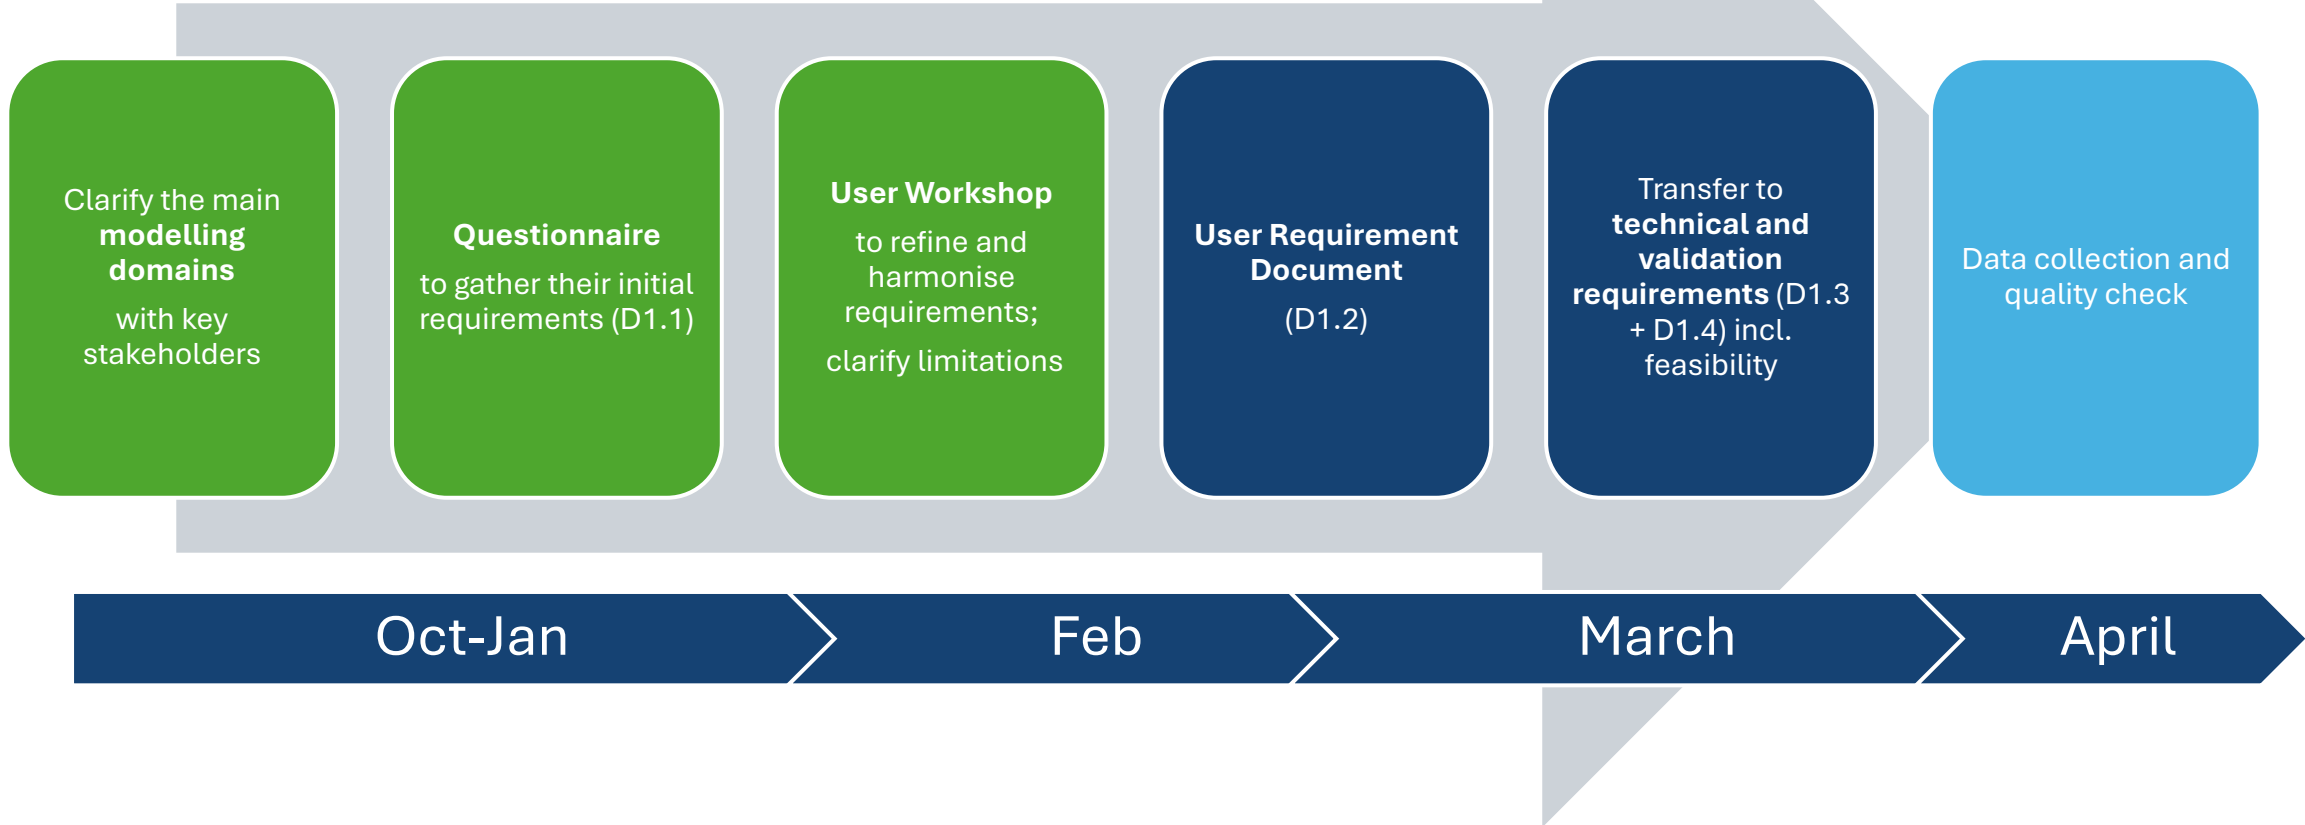 Clarify the main
modelling
domains
with key
stakeholders
Questionnaire
to gather their initial
requirements (D1.1)
User Workshop
to refine and
harmonise
requirements;
clarify limitations
User Requirement
Document
(D1.2)
Transfer to
technical and
validation
requirements (D1.3
+ D1.4) incl.
feasibility
Data collection and
quality check
Oct-Jan
Feb
March
April